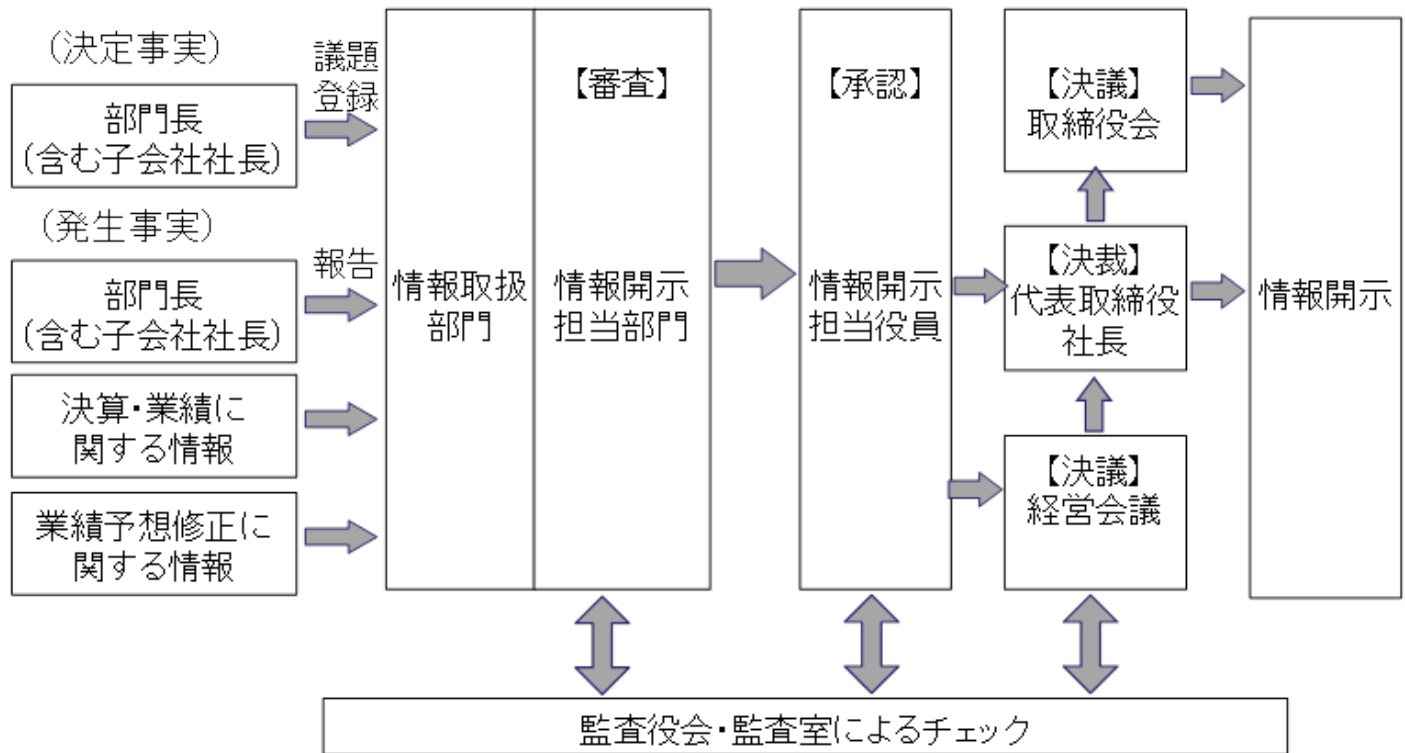 (決定事実)
議題
登録
部門長
(含む子会社社長)
(発生事実)
報告
部門長
(含む子会社社長)
決算・業績に
関する情報
業績予想修正に
関する情報
情報取扱
部門
【審査】
情報開示
担当部門
【承認】
情報開示
担当役員
【決議】
取締役会
【決裁】
代表取締役
社長
【決議】
経営会議
情報開示
監査役会・監査室によるチェック